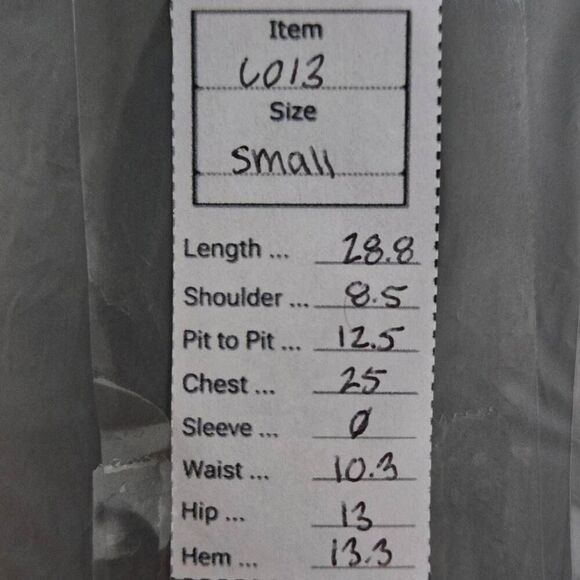 Item
6013
Size
Small
Length ... 28.8
Shoulder ... 8.5
Pit to Pit ... 12.5
Chest ... 25
Sleeve ... 0
Waist ... 10.3
Hip ... 13
Hem ... 13.3